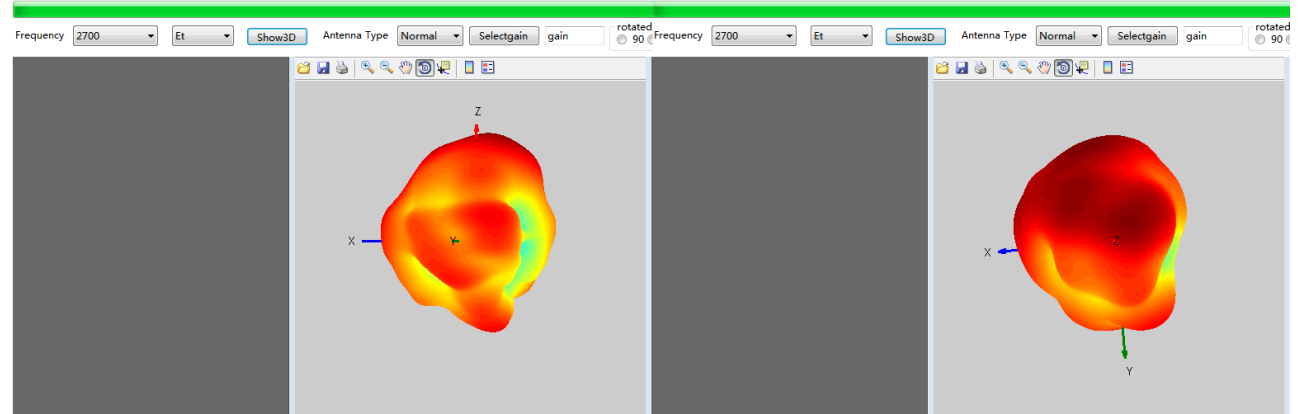 Frequency 2700 Et Show3D Antenna Type Normal Selectgain gain rotated 90
Frequency 2700 Et Show3D Antenna Type Normal Selectgain gain rotated 90
Z
X Y
X Z
Y